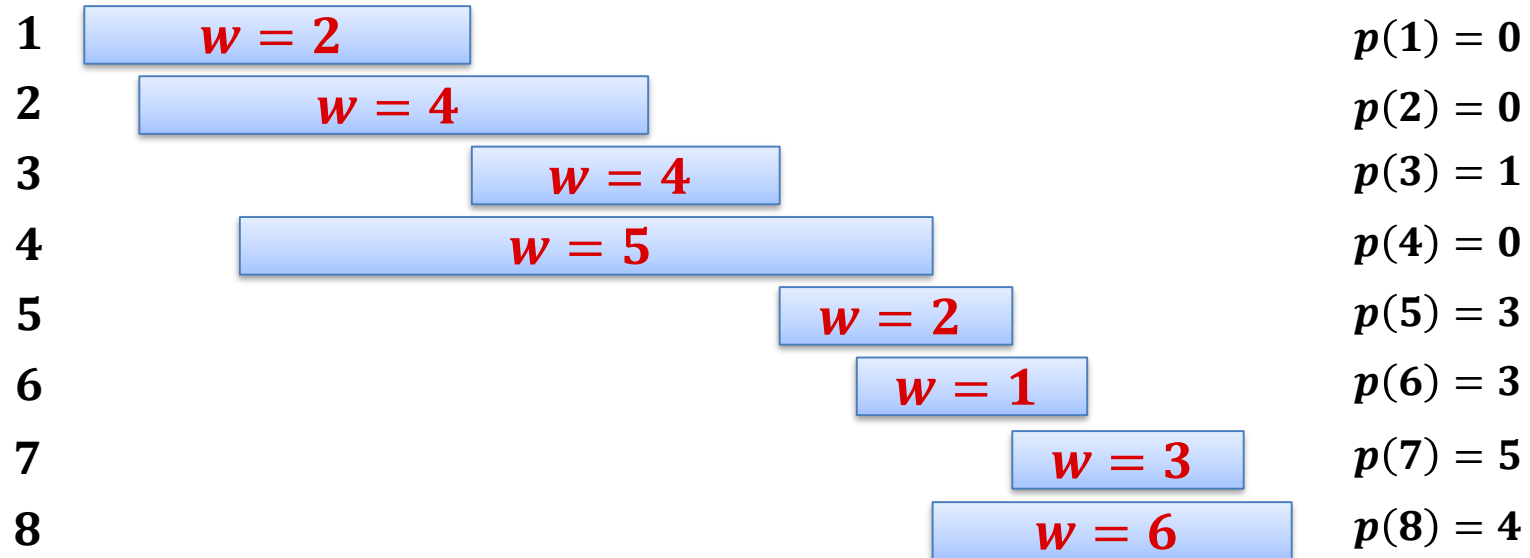 1 w = 2 p(1) = 0
2 w = 4 p(2) = 0
3 w = 4 p(3) = 1
4 w = 5 p(4) = 0
5 w = 2 p(5) = 3
6 w = 1 p(6) = 3
7 w = 3 p(7) = 5
8 w = 6 p(8) = 4